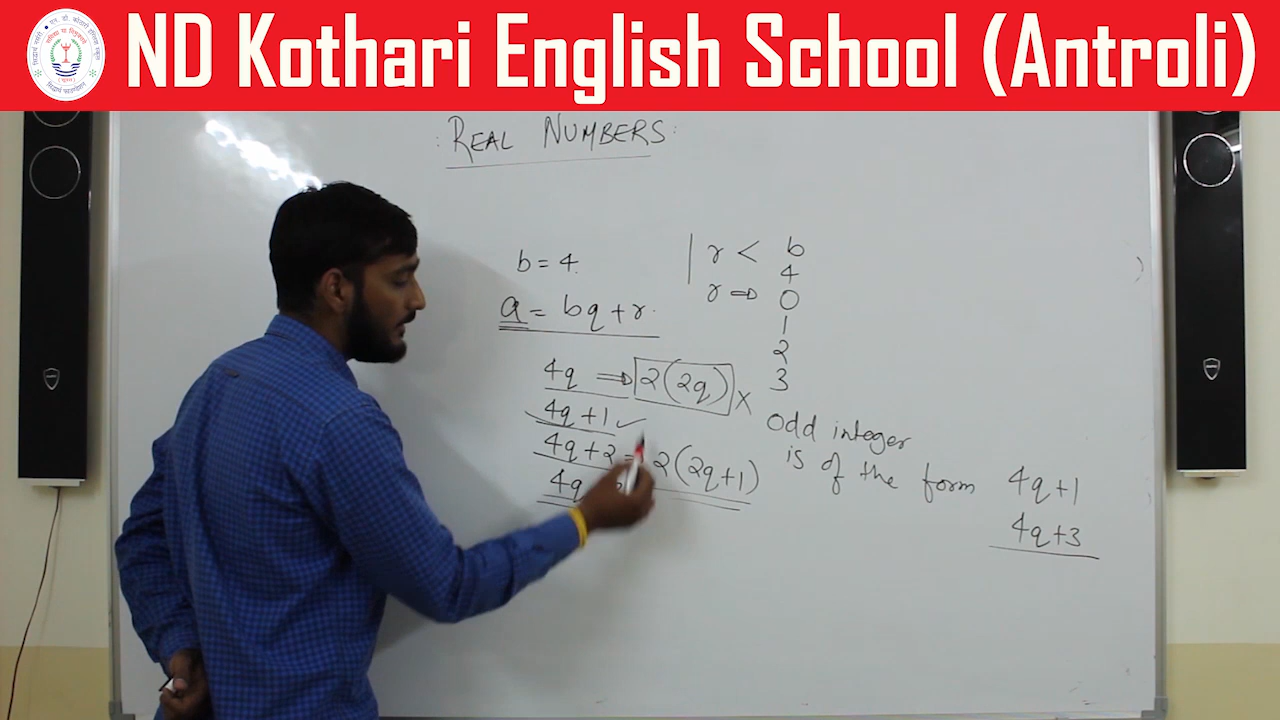 ND Kothari English School (Antroli)
: REAL NUMBERS :
b = 4
a = bq + r
r < b
4
r ⇒ 0
1
2
3
4q ⇒ 2(2q) ×
4q + 1 ✓
4q + 2 = 2(2q+1)
4q
Odd integer
is of the form 4q+1
4q+3